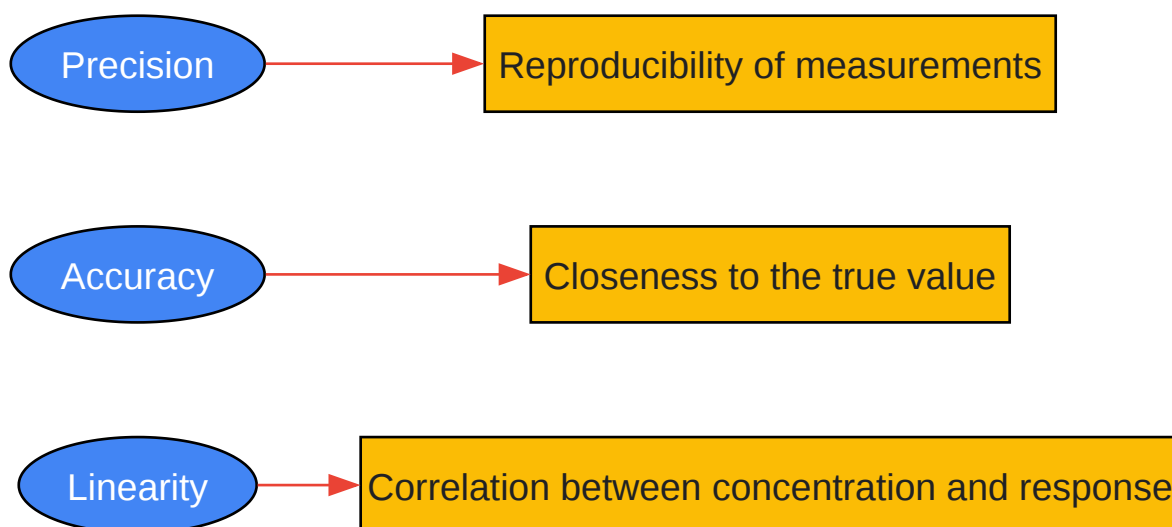 Precision
Reproducibility of measurements
Accuracy
Closeness to the true value
Linearity
Correlation between concentration and response